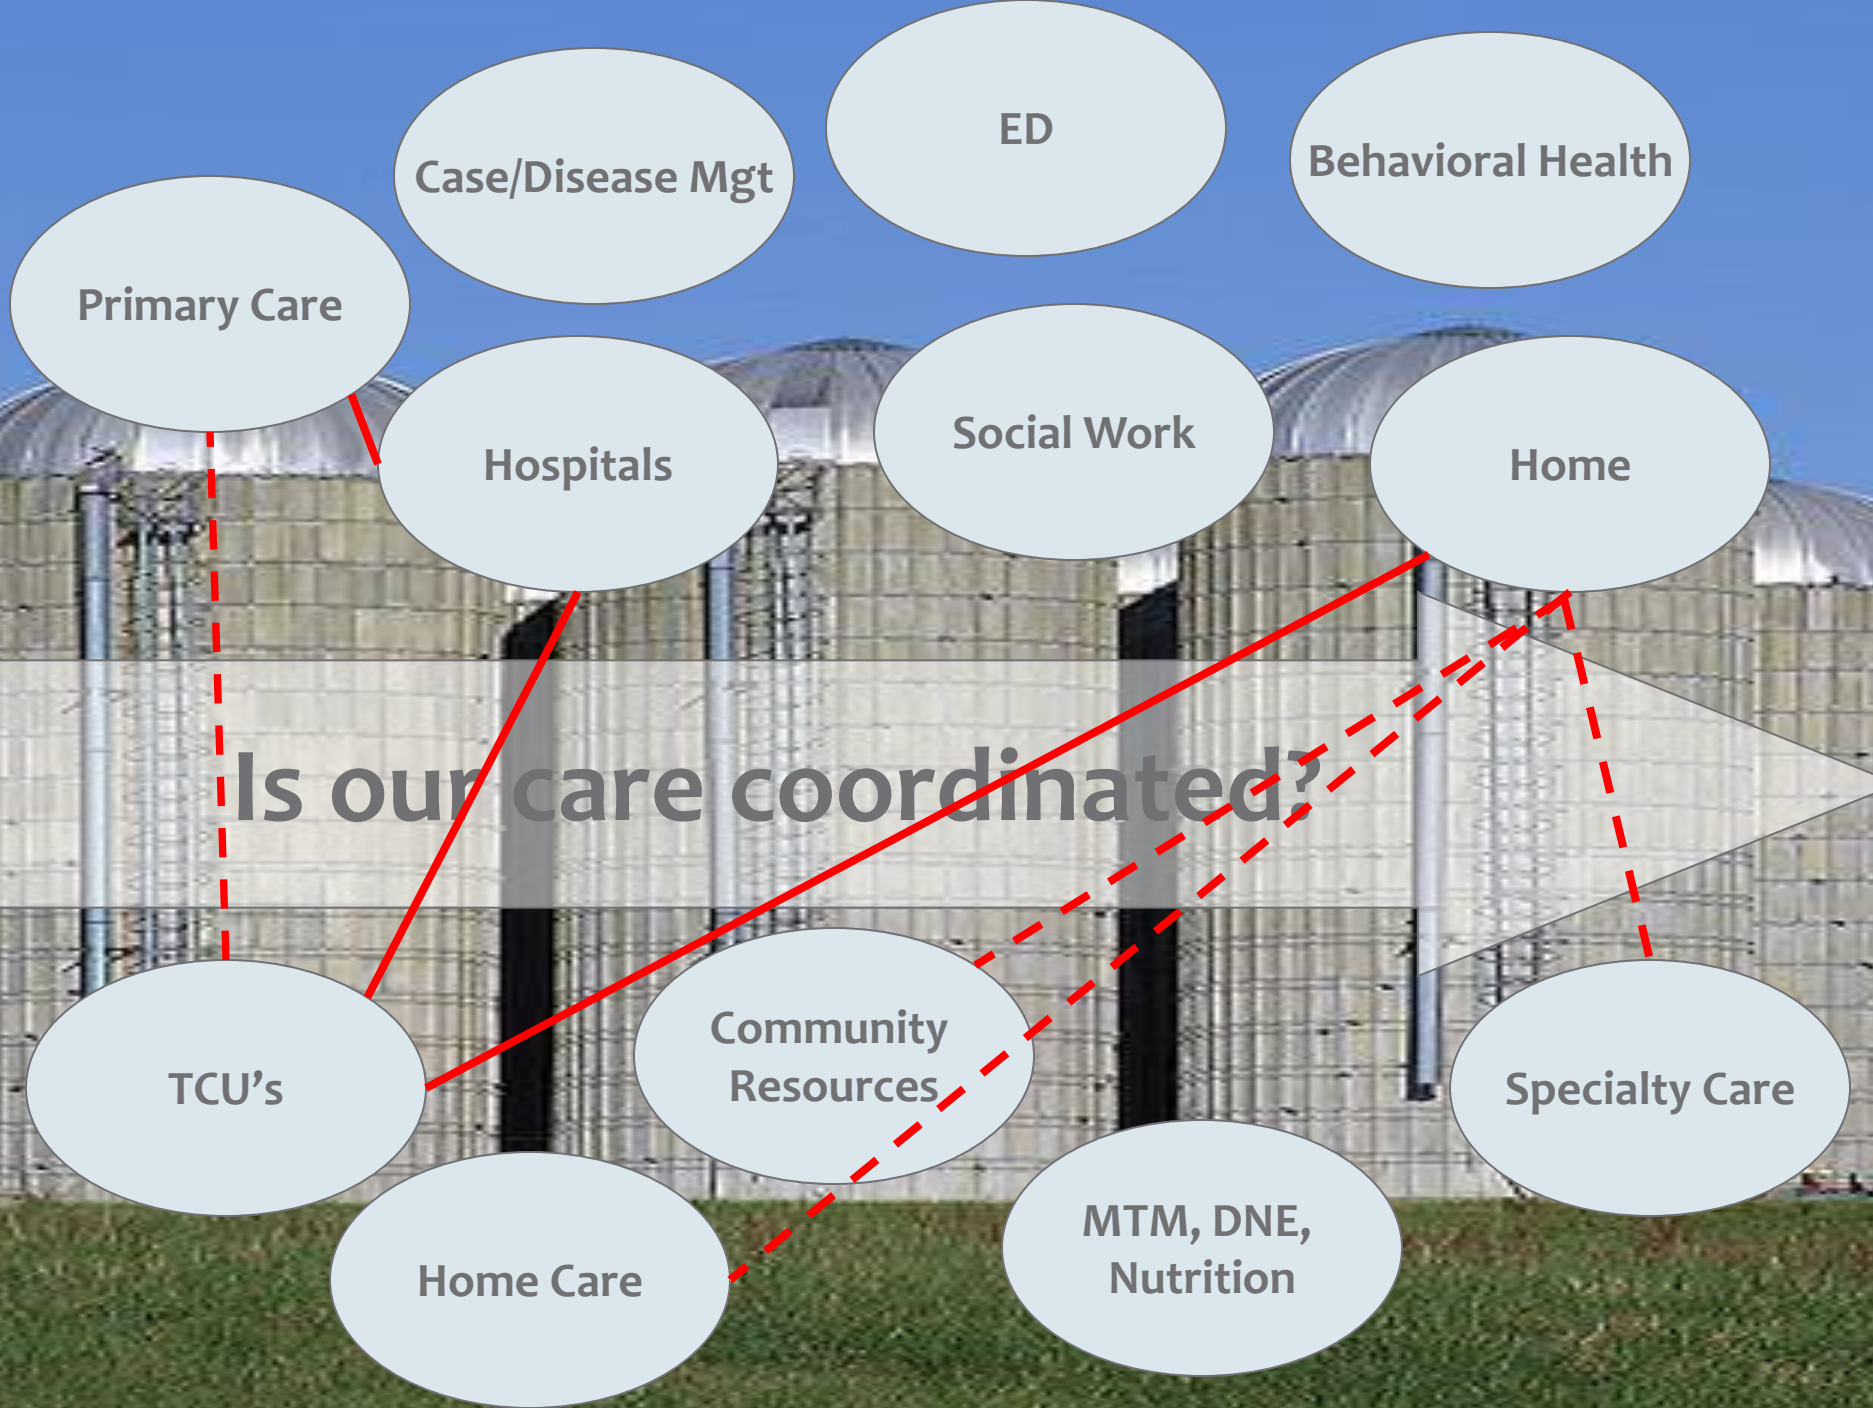 ED
Behavioral Health
Case/Disease Mgt
Primary Care
Social Work
Hospitals
Home
Is our care coordinated?
Community
Resources
TCU’s
Specialty Care
MTM, DNE,
Nutrition
Home Care